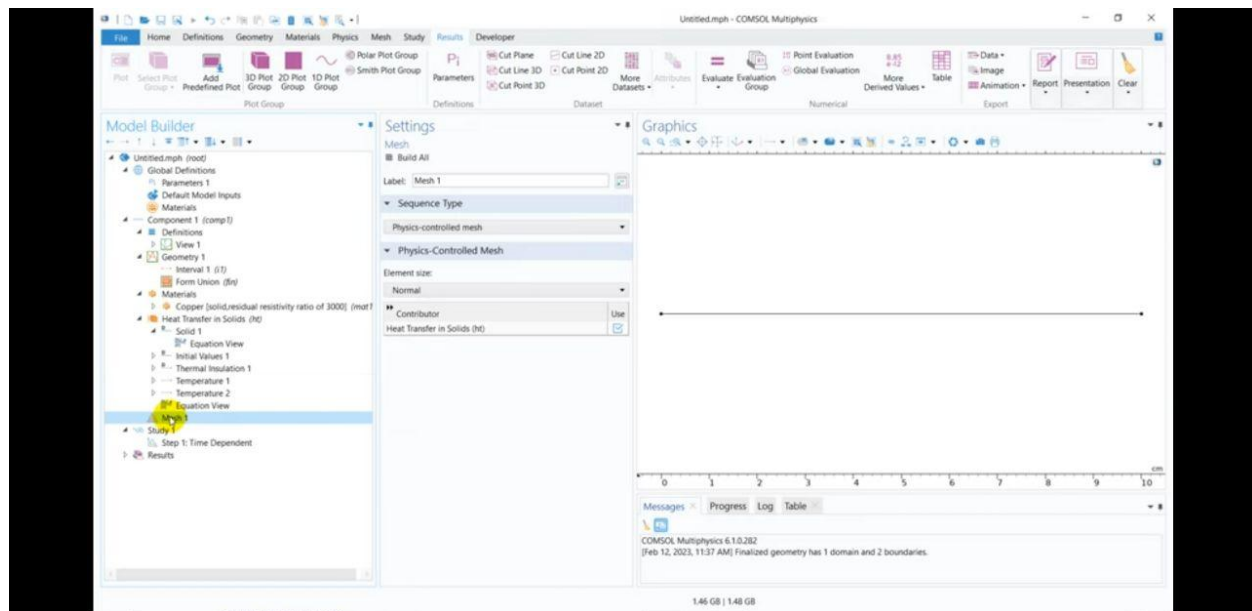 Untitled.mph - COMSOL Multiphysics
File Home Definitions Geometry Materials Physics Mesh Study Results Developer
Plot
Select Plot Group
Add Predefined Plot
3D Plot Group
2D Plot Group
1D Plot Group
Polar Plot Group
Smith Plot Group
Plot Group
Pi
Parameters
Definitions
Cut Plane
Cut Line 3D
Cut Point 3D
Cut Line 2D
Cut Point 2D
More Datasets
Dataset
Attributes
Evaluate
Evaluation Group
Point Evaluation
Global Evaluation
8.85
e-12
More Derived Values
Table
Numerical
Data
Image
Animation
Export
Report
Presentation
Clear
Model Builder
Untitled.mph (root)
Global Definitions
Pi Parameters 1
Default Model Inputs
Materials
Component 1 (comp1)
Definitions
View 1
Geometry 1
Interval 1 (i1)
Form Union (fin)
Materials
Copper [solid,residual resistivity ratio of 3000] (mat1
Heat Transfer in Solids (ht)
Solid 1
Equation View
Initial Values 1
Thermal Insulation 1
Temperature 1
Temperature 2
Equation View
Mesh 1
Study 1
Step 1: Time Dependent
Results
Settings
Mesh
Build All
Label: Mesh 1
Sequence Type
Physics-controlled mesh
Physics-Controlled Mesh
Element size:
Normal
Contributor Use
Heat Transfer in Solids (ht)
Graphics
cm
0 1 2 3 4 5 6 7 8 9 10
Messages Progress Log Table
COMSOL Multiphysics 6.1.0.282
[Feb 12, 2023, 11:37 AM] Finalized geometry has 1 domain and 2 boundaries.
1.46 GB | 1.48 GB